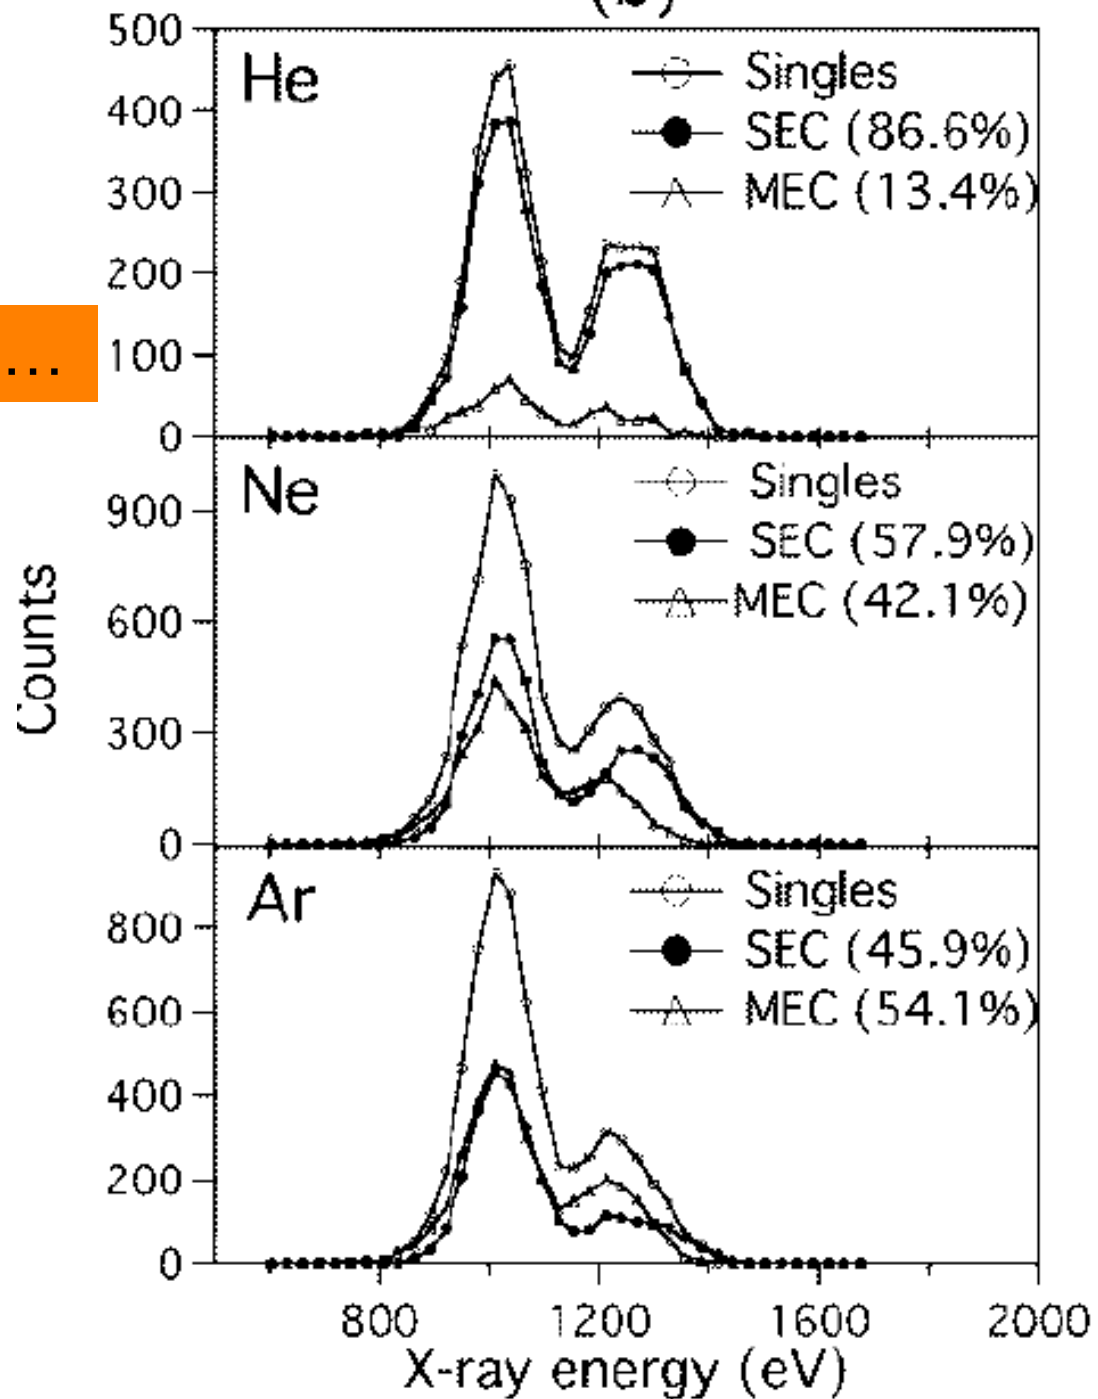 500
He
Singles
400
SEC (86.6%)
300
MEC (13.4%)
200
...
100
0
Ne
Singles
900
SEC (57.9%)
600
MEC (42.1%)
Counts
300
0
Ar
Singles
800
SEC (45.9%)
600
MEC (54.1%)
400
200
0
800 1200 1600 2000
X-ray energy (eV)